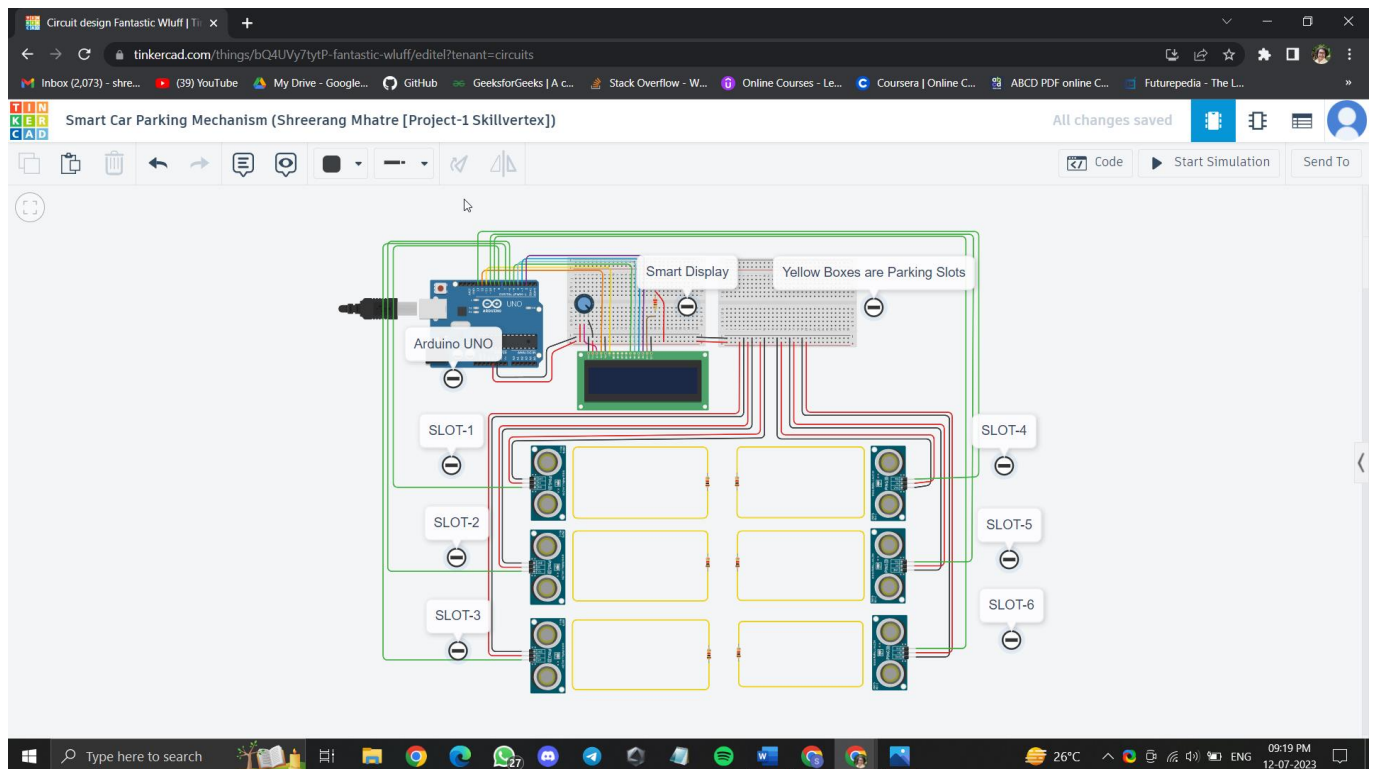 Circuit design Fantastic Wluff | Ti
tinkercad.com/things/bQ4UVy7tytP-fantastic-wluff/editel?tenant=circuits
Inbox (2,073) - shre... (39) YouTube My Drive - Google... GitHub GeeksforGeeks | A c... Stack Overflow - W... Online Courses - Le... Coursera | Online C... ABCD PDF online C... Futurepedia - The L... »
TIN
KER
CAD
Smart Car Parking Mechanism (Shreerang Mhatre [Project-1 Skillvertex])
All changes saved
Code
Start Simulation
Send To
Smart Display
Yellow Boxes are Parking Slots
UNO
Arduino UNO
SLOT-1
SLOT-4
SLOT-2
SLOT-5
SLOT-3
SLOT-6
Type here to search
27
26°C
ENG
09:19 PM
12-07-2023